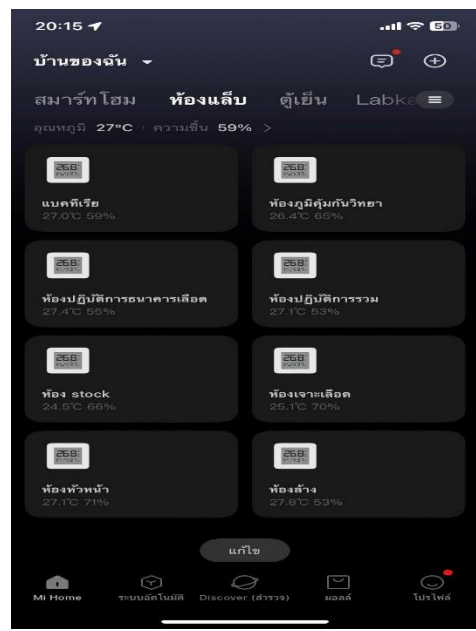 20:15
50
บ้านของฉัน
สมาร์ทโฮม ห้องแล็บ ตู้เย็น Labka
อุณหภูมิ 27°C ความชื้น 59% >
แบคทีเรีย
27.0℃ 59%
ห้องภูมิคุ้มกันวิทยา
26.4℃ 65%
ห้องปฏิบัติการธนาคารเลือด
27.4℃ 55%
ห้องปฏิบัติการรวม
27.1℃ 53%
ห้อง stock
24.5℃ 66%
ห้องเจาะเลือด
25.1℃ 70%
ห้องหัวหน้า
27.1℃ 71%
ห้องล้าง
27.8℃ 53%
แก้ไข
Mi Home ระบบอัตโนมัติ Discover (สำรวจ) มอลล์ โปรไฟล์